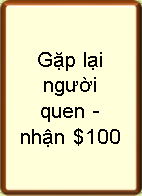 Gặp lại
người
quen -
nhận $100